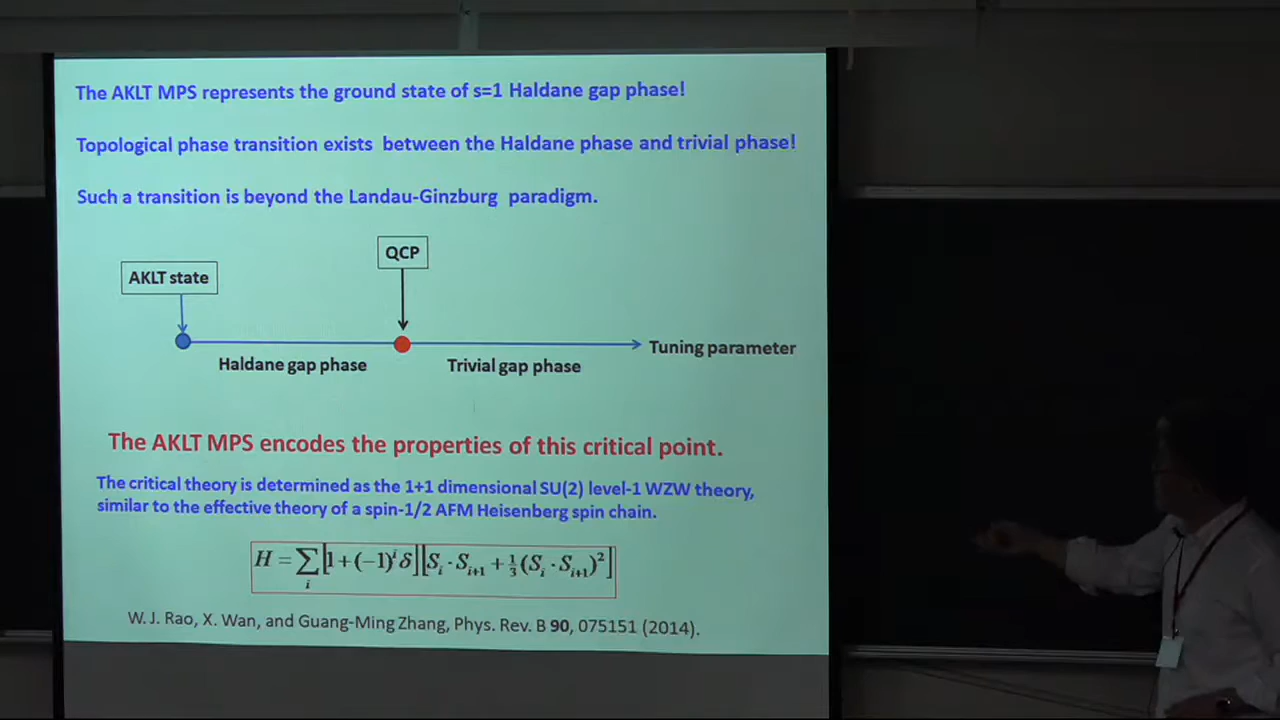 The AKLT MPS represents the ground state of s=1 Haldane gap phase!
Topological phase transition exists between the Haldane phase and trivial phase!
Such a transition is beyond the Landau-Ginzburg paradigm.
QCP
AKLT state
Tuning parameter
Haldane gap phase
Trivial gap phase
The AKLT MPS encodes the properties of this critical point.
The critical theory is determined as the 1+1 dimensional SU(2) level-1 WZW theory,
similar to the effective theory of a spin-1/2 AFM Heisenberg spin chain.
H = ∑_i [1+(−1)^i δ][S_i · S_{i+1} + 1/3 (S_i · S_{i+1})^2]
W. J. Rao, X. Wan, and Guang-Ming Zhang, Phys. Rev. B 90, 075151 (2014).